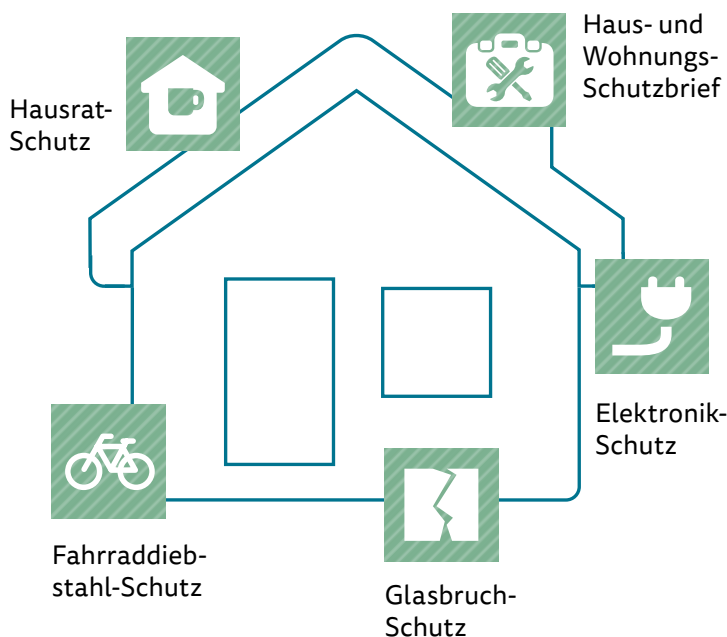 Haus- und
Wohnungs-
Schutzbrief
Hausrat-
Schutz
Elektronik-
Schutz
Fahrraddieb-
stahl-Schutz
Glasbruch-
Schutz